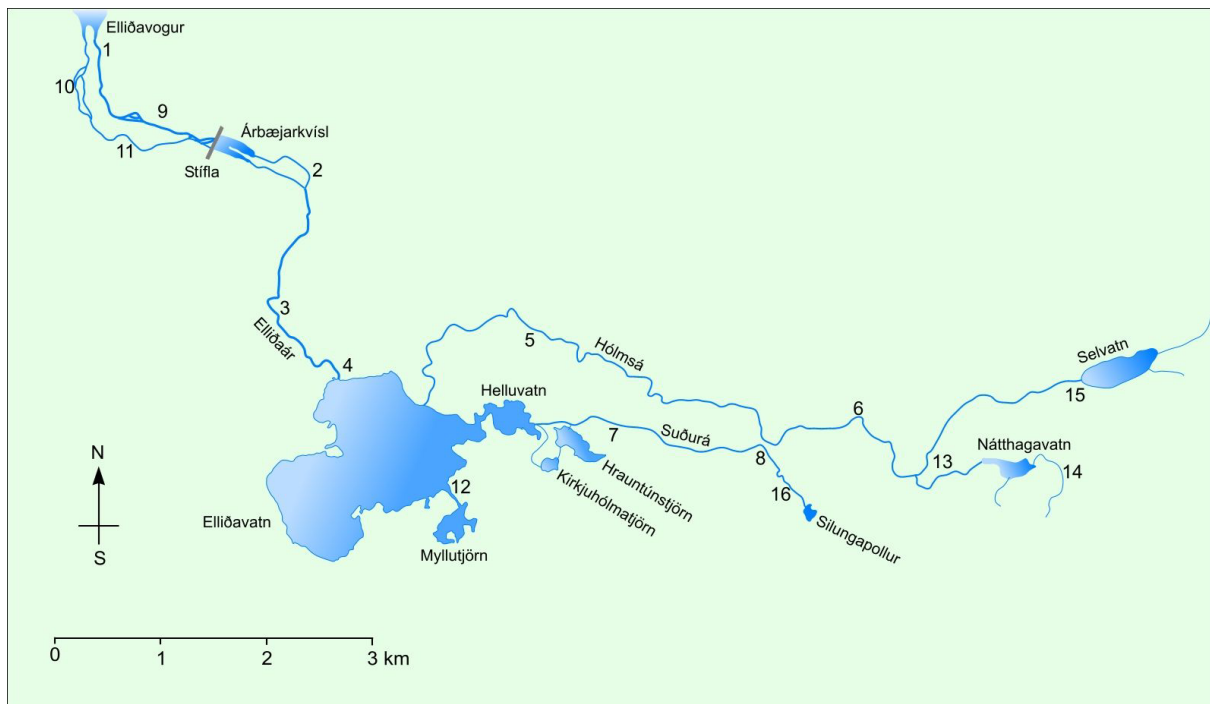 Elliðavogur
1
10
9
Árbæjarkvísl
11
Stífla
2
3
Elliðaár
4
5
Hólmsá
Selvatn
Helluvatn
15
6
7
Suðurá
8
13
Nátthagavatn
14
N
S
12
Hrauntúnstjörn
Kirkjuhólmatjörn
16
Silungapollur
Elliðavatn
Myllutjörn
0 1 2 3 km